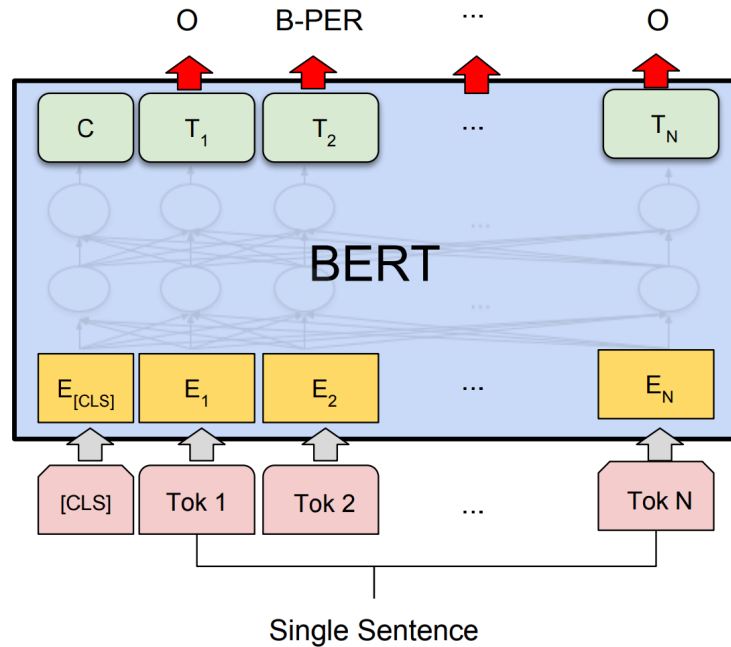 O B-PER ... O
C T1 T2 ... TN
...
BERT
...
E[CLS] E1 E2 ... EN
[CLS] Tok 1 Tok 2 ... Tok N
Single Sentence